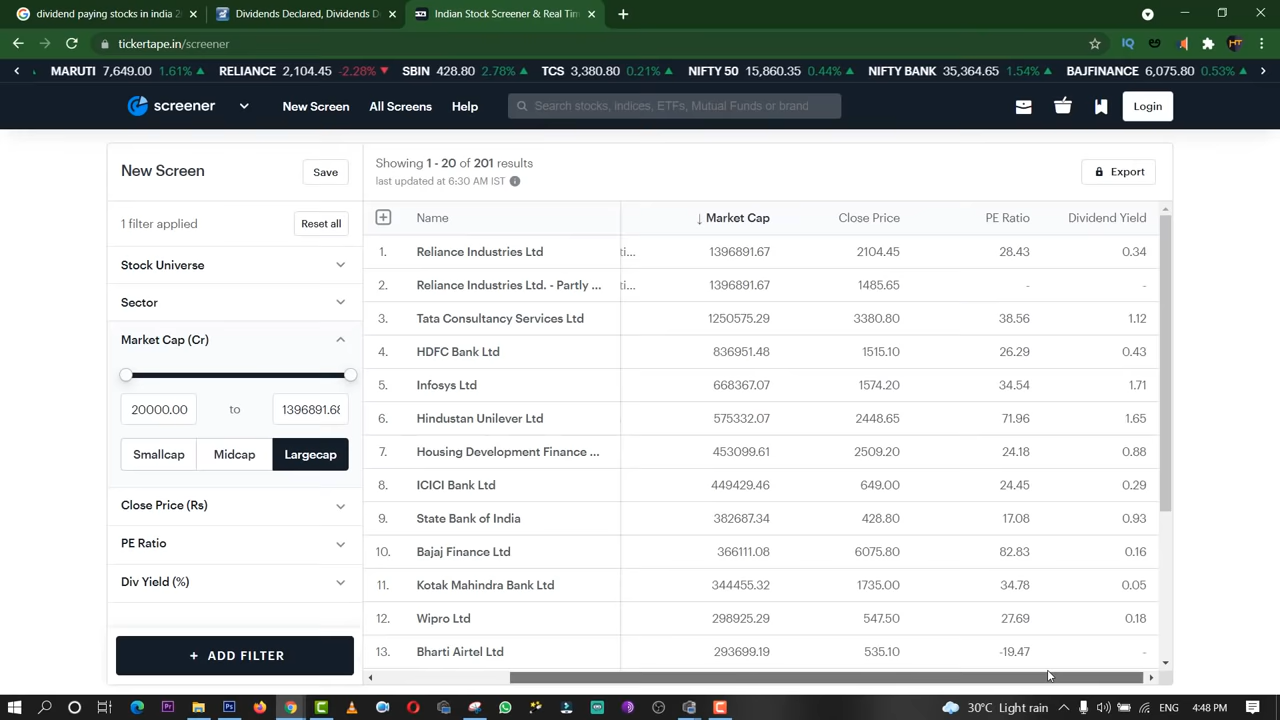 dividend paying stocks in india 2
Dividends Declared, Dividends D
Indian Stock Screener & Real Tim
tickertape.in/screener
MARUTI 7,649.00 1.61% RELIANCE 2,104.45 -2.28% SBIN 428.80 2.78% TCS 3,380.80 0.21% NIFTY 50 15,860.35 0.44% NIFTY BANK 35,364.65 1.54% BAJFINANCE 6,075.80 0.53%
screener New Screen All Screens Help Search stocks, indices, ETFs, Mutual Funds or brand Login
New Screen Save
1 filter applied Reset all
Stock Universe
Sector
Market Cap (Cr)
20000.00 to 1396891.68
Smallcap Midcap Largecap
Close Price (Rs)
PE Ratio
Div Yield (%)
+ ADD FILTER
Showing 1 - 20 of 201 results
last updated at 6:30 AM IST
Export
Name ↓ Market Cap Close Price PE Ratio Dividend Yield
1. Reliance Industries Ltd ti... 1396891.67 2104.45 28.43 0.34
2. Reliance Industries Ltd. - Partly ... ti... 1396891.67 1485.65 - -
3. Tata Consultancy Services Ltd 1250575.29 3380.80 38.56 1.12
4. HDFC Bank Ltd 836951.48 1515.10 26.29 0.43
5. Infosys Ltd 668367.07 1574.20 34.54 1.71
6. Hindustan Unilever Ltd 575332.07 2448.65 71.96 1.65
7. Housing Development Finance ... 453099.61 2509.20 24.18 0.88
8. ICICI Bank Ltd 449429.46 649.00 24.45 0.29
9. State Bank of India 382687.34 428.80 17.08 0.93
10. Bajaj Finance Ltd 366111.08 6075.80 82.83 0.16
11. Kotak Mahindra Bank Ltd 344455.32 1735.00 34.78 0.05
12. Wipro Ltd 298925.29 547.50 27.69 0.18
13. Bharti Airtel Ltd 293699.19 535.10 -19.47 -
30°C Light rain ENG 4:48 PM